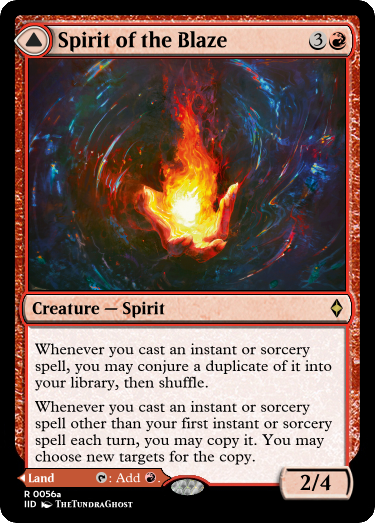 Spirit of the Blaze 3
Creature — Spirit
Whenever you cast an instant or sorcery
spell, you may conjure a duplicate of it into
your library, then shuffle.
Whenever you cast an instant or sorcery
spell other than your first instant or sorcery
spell each turn, you may copy it. You may
choose new targets for the copy.
Land : Add .
2/4
R 0056a
IID TheTundraGhost